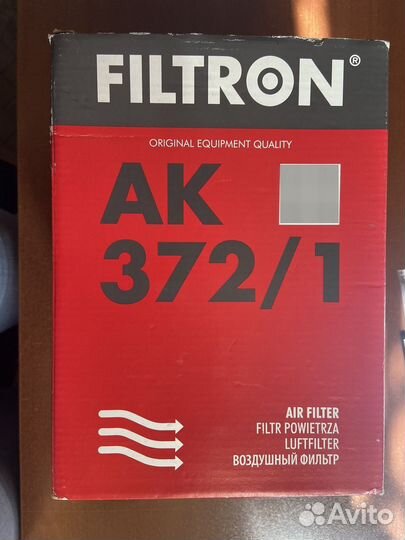 FILTRON®
ORIGINAL EQUIPMENT QUALITY
AK
372/1
AIR FILTER
FILTR POWIETRZA
LUFTFILTER
ВОЗДУШНЫЙ ФИЛЬТР
Avito